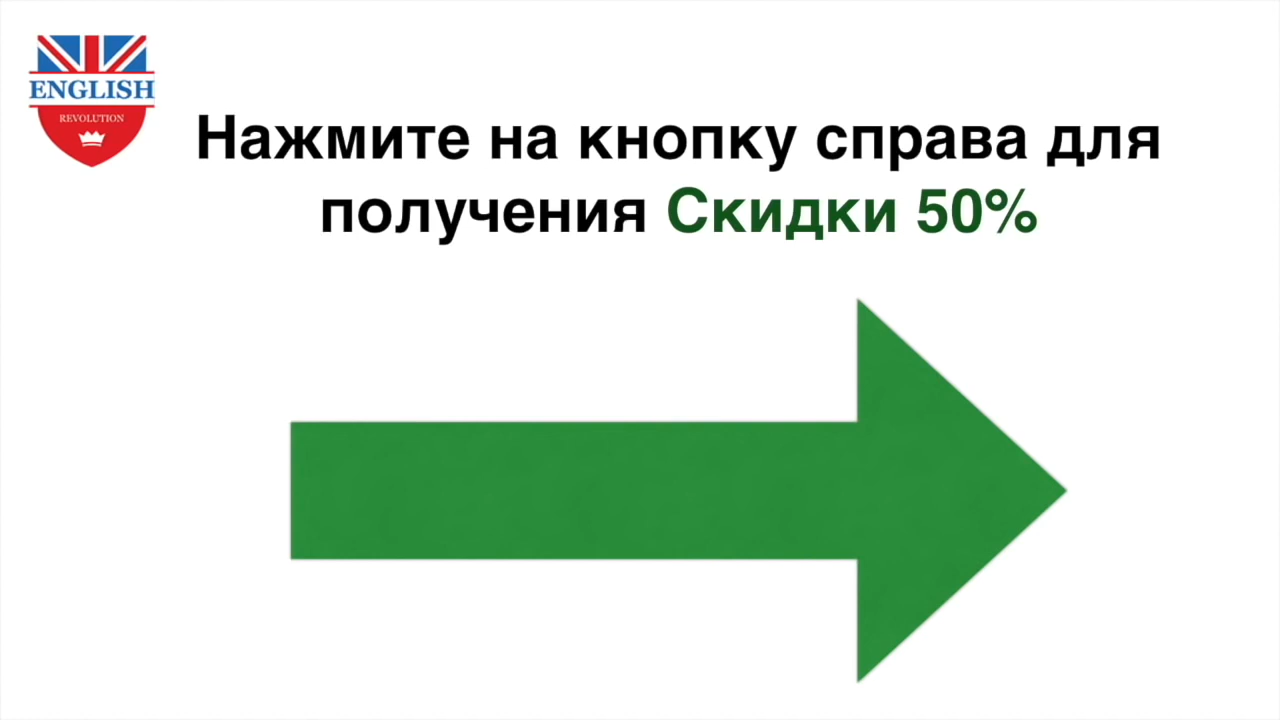 ENGLISH
REVOLUTION
Нажмите на кнопку справа для
получения Скидки 50%